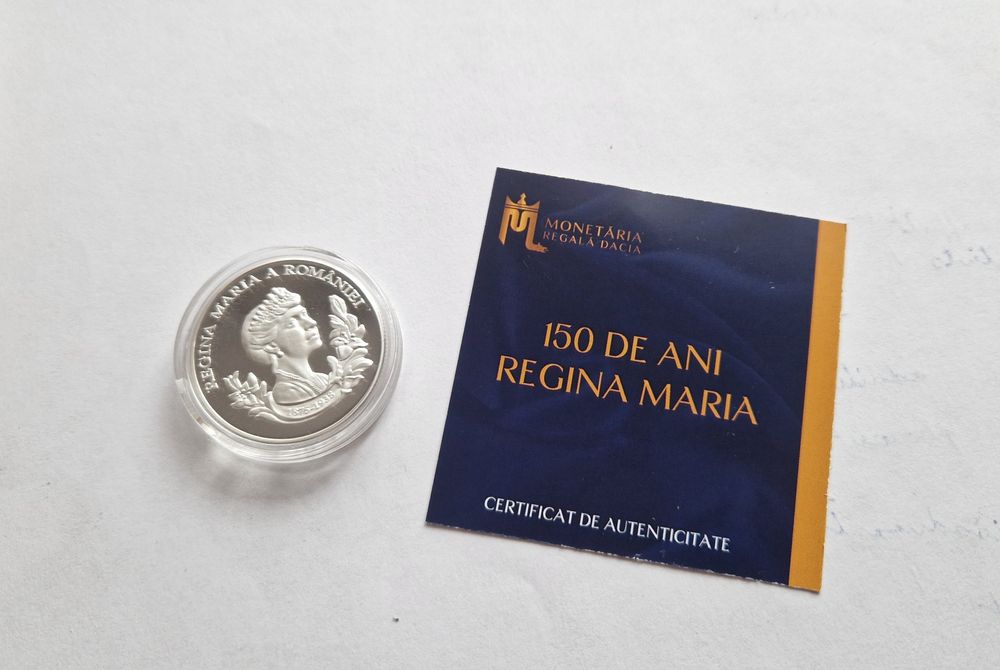 REGINA MARIA A ROMÂNIEI
1875-1938
MONETĂRIA
REGALĂ DACIA
150 DE ANI
REGINA MARIA
CERTIFICAT DE AUTENTICITATE